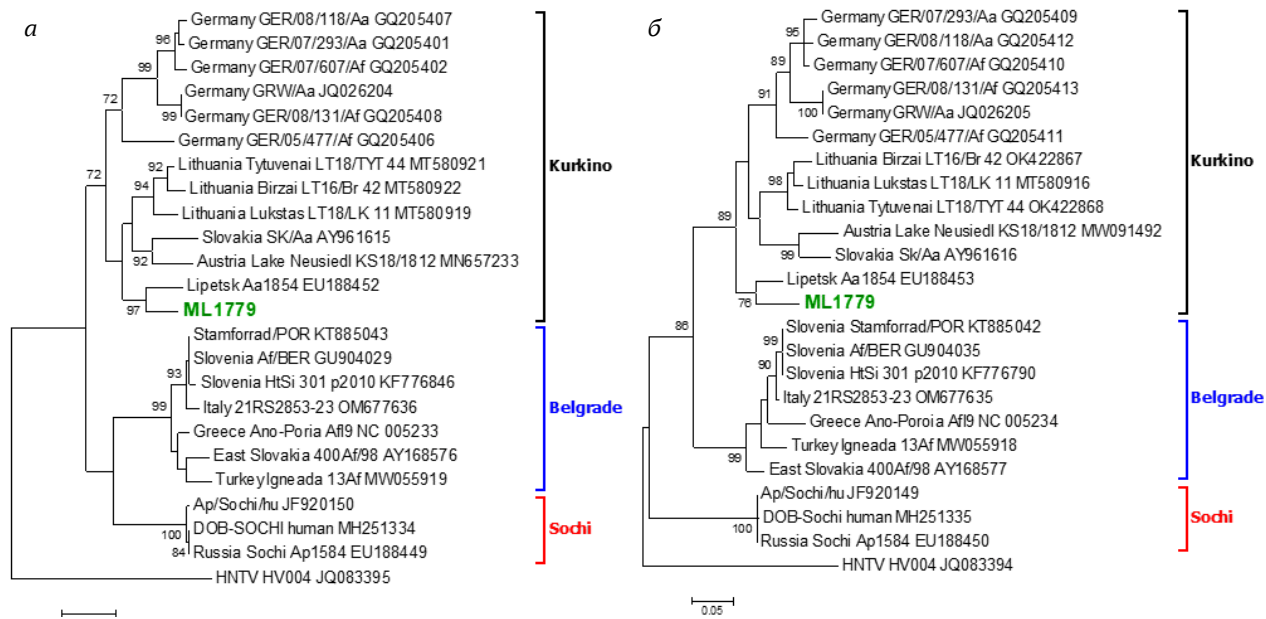 а
Germany GER/08/118/Aa GQ205407
96
Germany GER/07/293/Aa GQ205401
99
Germany GER/07/607/Af GQ205402
72
Germany GRW/Aa JQ026204
99
Germany GER/08/131/Af GQ205408
Germany GER/05/477/Af GQ205406
72
92
Lithuania Tytuvenai LT18/TYT 44 MT580921
94
Lithuania Birzai LT16/Br 42 MT580922
Lithuania Lukstas LT18/LK 11 MT580919
Slovakia SK/Aa AY961615
92
Austria Lake Neusiedl KS18/1812 MN657233
Lipetsk Aa1854 EU188452
97
ML1779
Kurkino
Stamforrad/POR KT885043
Slovenia Af/BER GU904029
93
Slovenia HtSi 301 p2010 KF776846
99
Italy 21RS2853-23 OM677636
Greece Ano-Poria Afl9 NC 005233
East Slovakia 400Af/98 AY168576
Turkey Igneada 13Af MW055919
Belgrade
Ap/Sochi/hu JF920150
100
DOB-SOCHI human MH251334
84
Russia Sochi Ap1584 EU188449
Sochi
HNTV HV004 JQ083395
б
Germany GER/07/293/Aa GQ205409
95
Germany GER/08/118/Aa GQ205412
89
Germany GER/07/607/Af GQ205410
91
Germany GER/08/131/Af GQ205413
100
Germany GRW/Aa JQ026205
Germany GER/05/477/Af GQ205411
Lithuania Birzai LT16/Br 42 OK422867
98
Lithuania Lukstas LT18/LK 11 MT580916
Lithuania Tytuvenai LT18/TYT 44 OK422868
89
Austria Lake Neusiedl KS18/1812 MW091492
99
Slovakia Sk/Aa AY961616
Lipetsk Aa1854 EU188453
76
ML1779
Kurkino
86
Slovenia Stamforrad/POR KT885042
99
Slovenia Af/BER GU904035
90
Slovenia HtSi 301 p2010 KF776790
Italy 21RS2853-23 OM677635
Greece Ano-Poroia Afl9 NC 005234
Turkey Igneada 13Af MW055918
99
East Slovakia 400Af/98 AY168577
Belgrade
Ap/Sochi/hu JF920149
DOB-Sochi human MH251335
100
Russia Sochi Ap1584 EU188450
Sochi
HNTV HV004 JQ083394
0.05